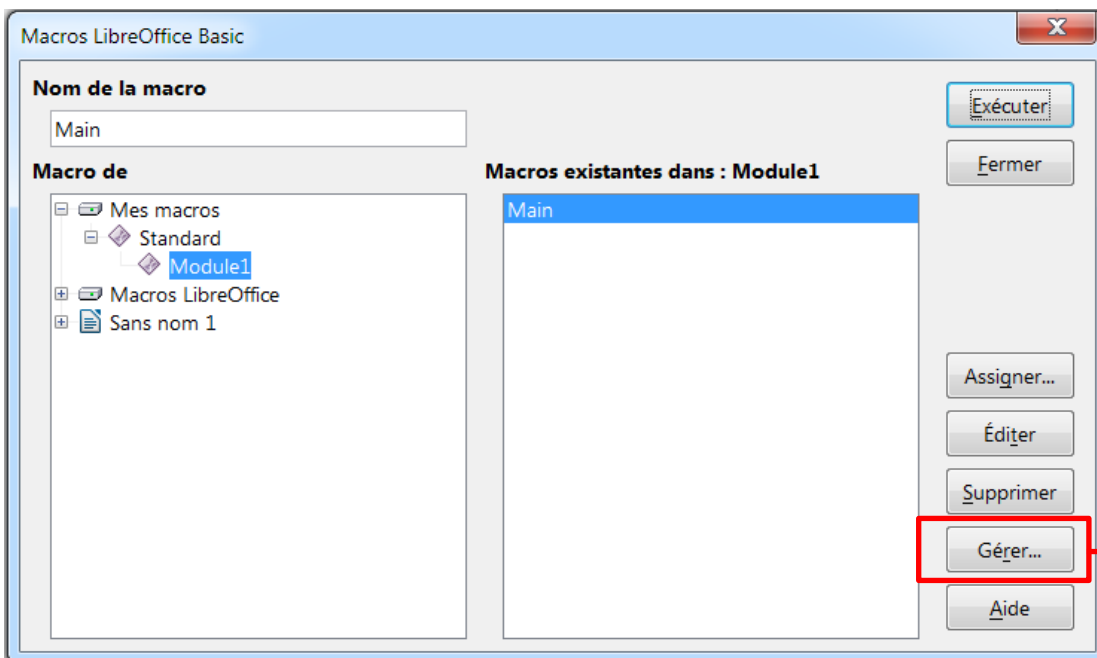 Macros LibreOffice Basic
X
Nom de la macro
Main
Exécuter
Fermer
Macro de
Macros existantes dans : Module1
Mes macros
Standard
Module1
Macros LibreOffice
Sans nom 1
Main
Assigner...
Éditer
Supprimer
Gérer...
Aide